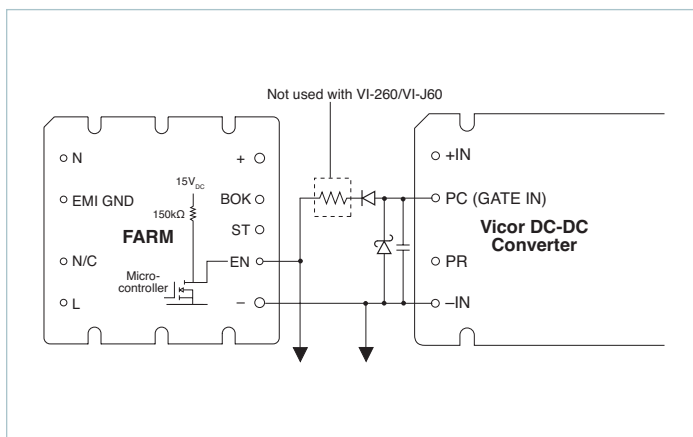 Not used with VI-260/VI-J60
N
EMI GND
N/C
L
15VDC
150kΩ
FARM
Micro-
controller
+
BOK
ST
EN
–
+IN
PC (GATE IN)
Vicor DC-DC
Converter
PR
–IN